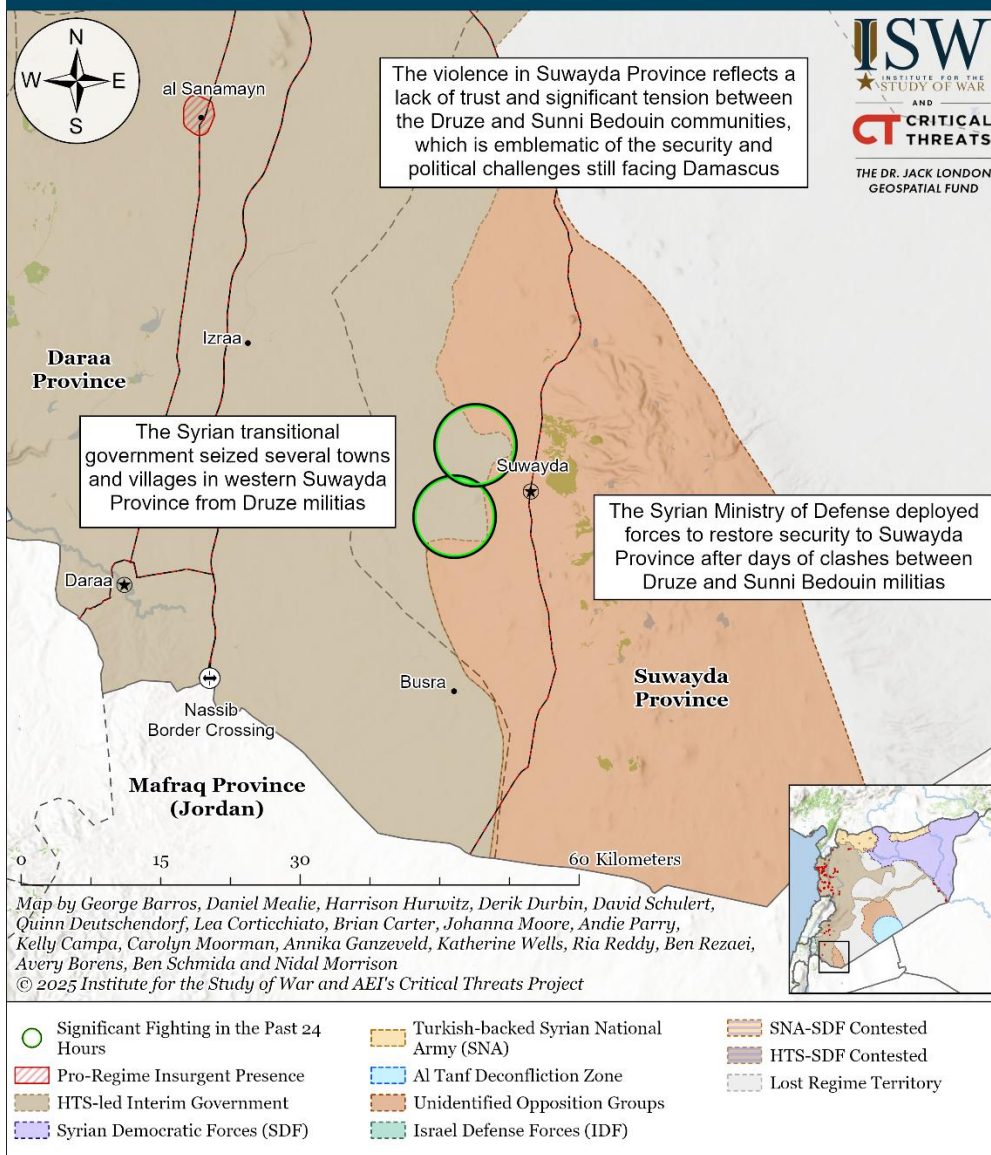 N
W
E
S
al Sanamayn
The violence in Suwayda Province reflects a
lack of trust and significant tension between
the Druze and Sunni Bedouin communities,
which is emblematic of the security and
political challenges still facing Damascus
ISW
INSTITUTE FOR THE
STUDY OF WAR
AND
CT CRITICAL
THREATS
THE DR. JACK LONDON
GEOSPATIAL FUND
Izraa
Daraa
Province
The Syrian transitional
government seized several towns
and villages in western Suwayda
Province from Druze militias
Suwayda
The Syrian Ministry of Defense deployed
forces to restore security to Suwayda
Province after days of clashes between
Druze and Sunni Bedouin militias
Daraa
Busra
Suwayda
Province
Nassib
Border Crossing
Mafraq Province
(Jordan)
0 15 30 60 Kilometers
Map by George Barros, Daniel Mealie, Harrison Hurwitz, Derik Durbin, David Schulert,
Quinn Deutschendorf, Lea Corticchiato, Brian Carter, Johanna Moore, Andie Parry,
Kelly Campa, Carolyn Moorman, Annika Ganzeveld, Katherine Wells, Ria Reddy, Ben Rezaei,
Avery Borens, Ben Schmida and Nidal Morrison
© 2025 Institute for the Study of War and AEI's Critical Threats Project
Significant Fighting in the Past 24
Hours
Pro-Regime Insurgent Presence
HTS-led Interim Government
Syrian Democratic Forces (SDF)
Turkish-backed Syrian National
Army (SNA)
Al Tanf Deconfliction Zone
Unidentified Opposition Groups
Israel Defense Forces (IDF)
SNA-SDF Contested
HTS-SDF Contested
Lost Regime Territory